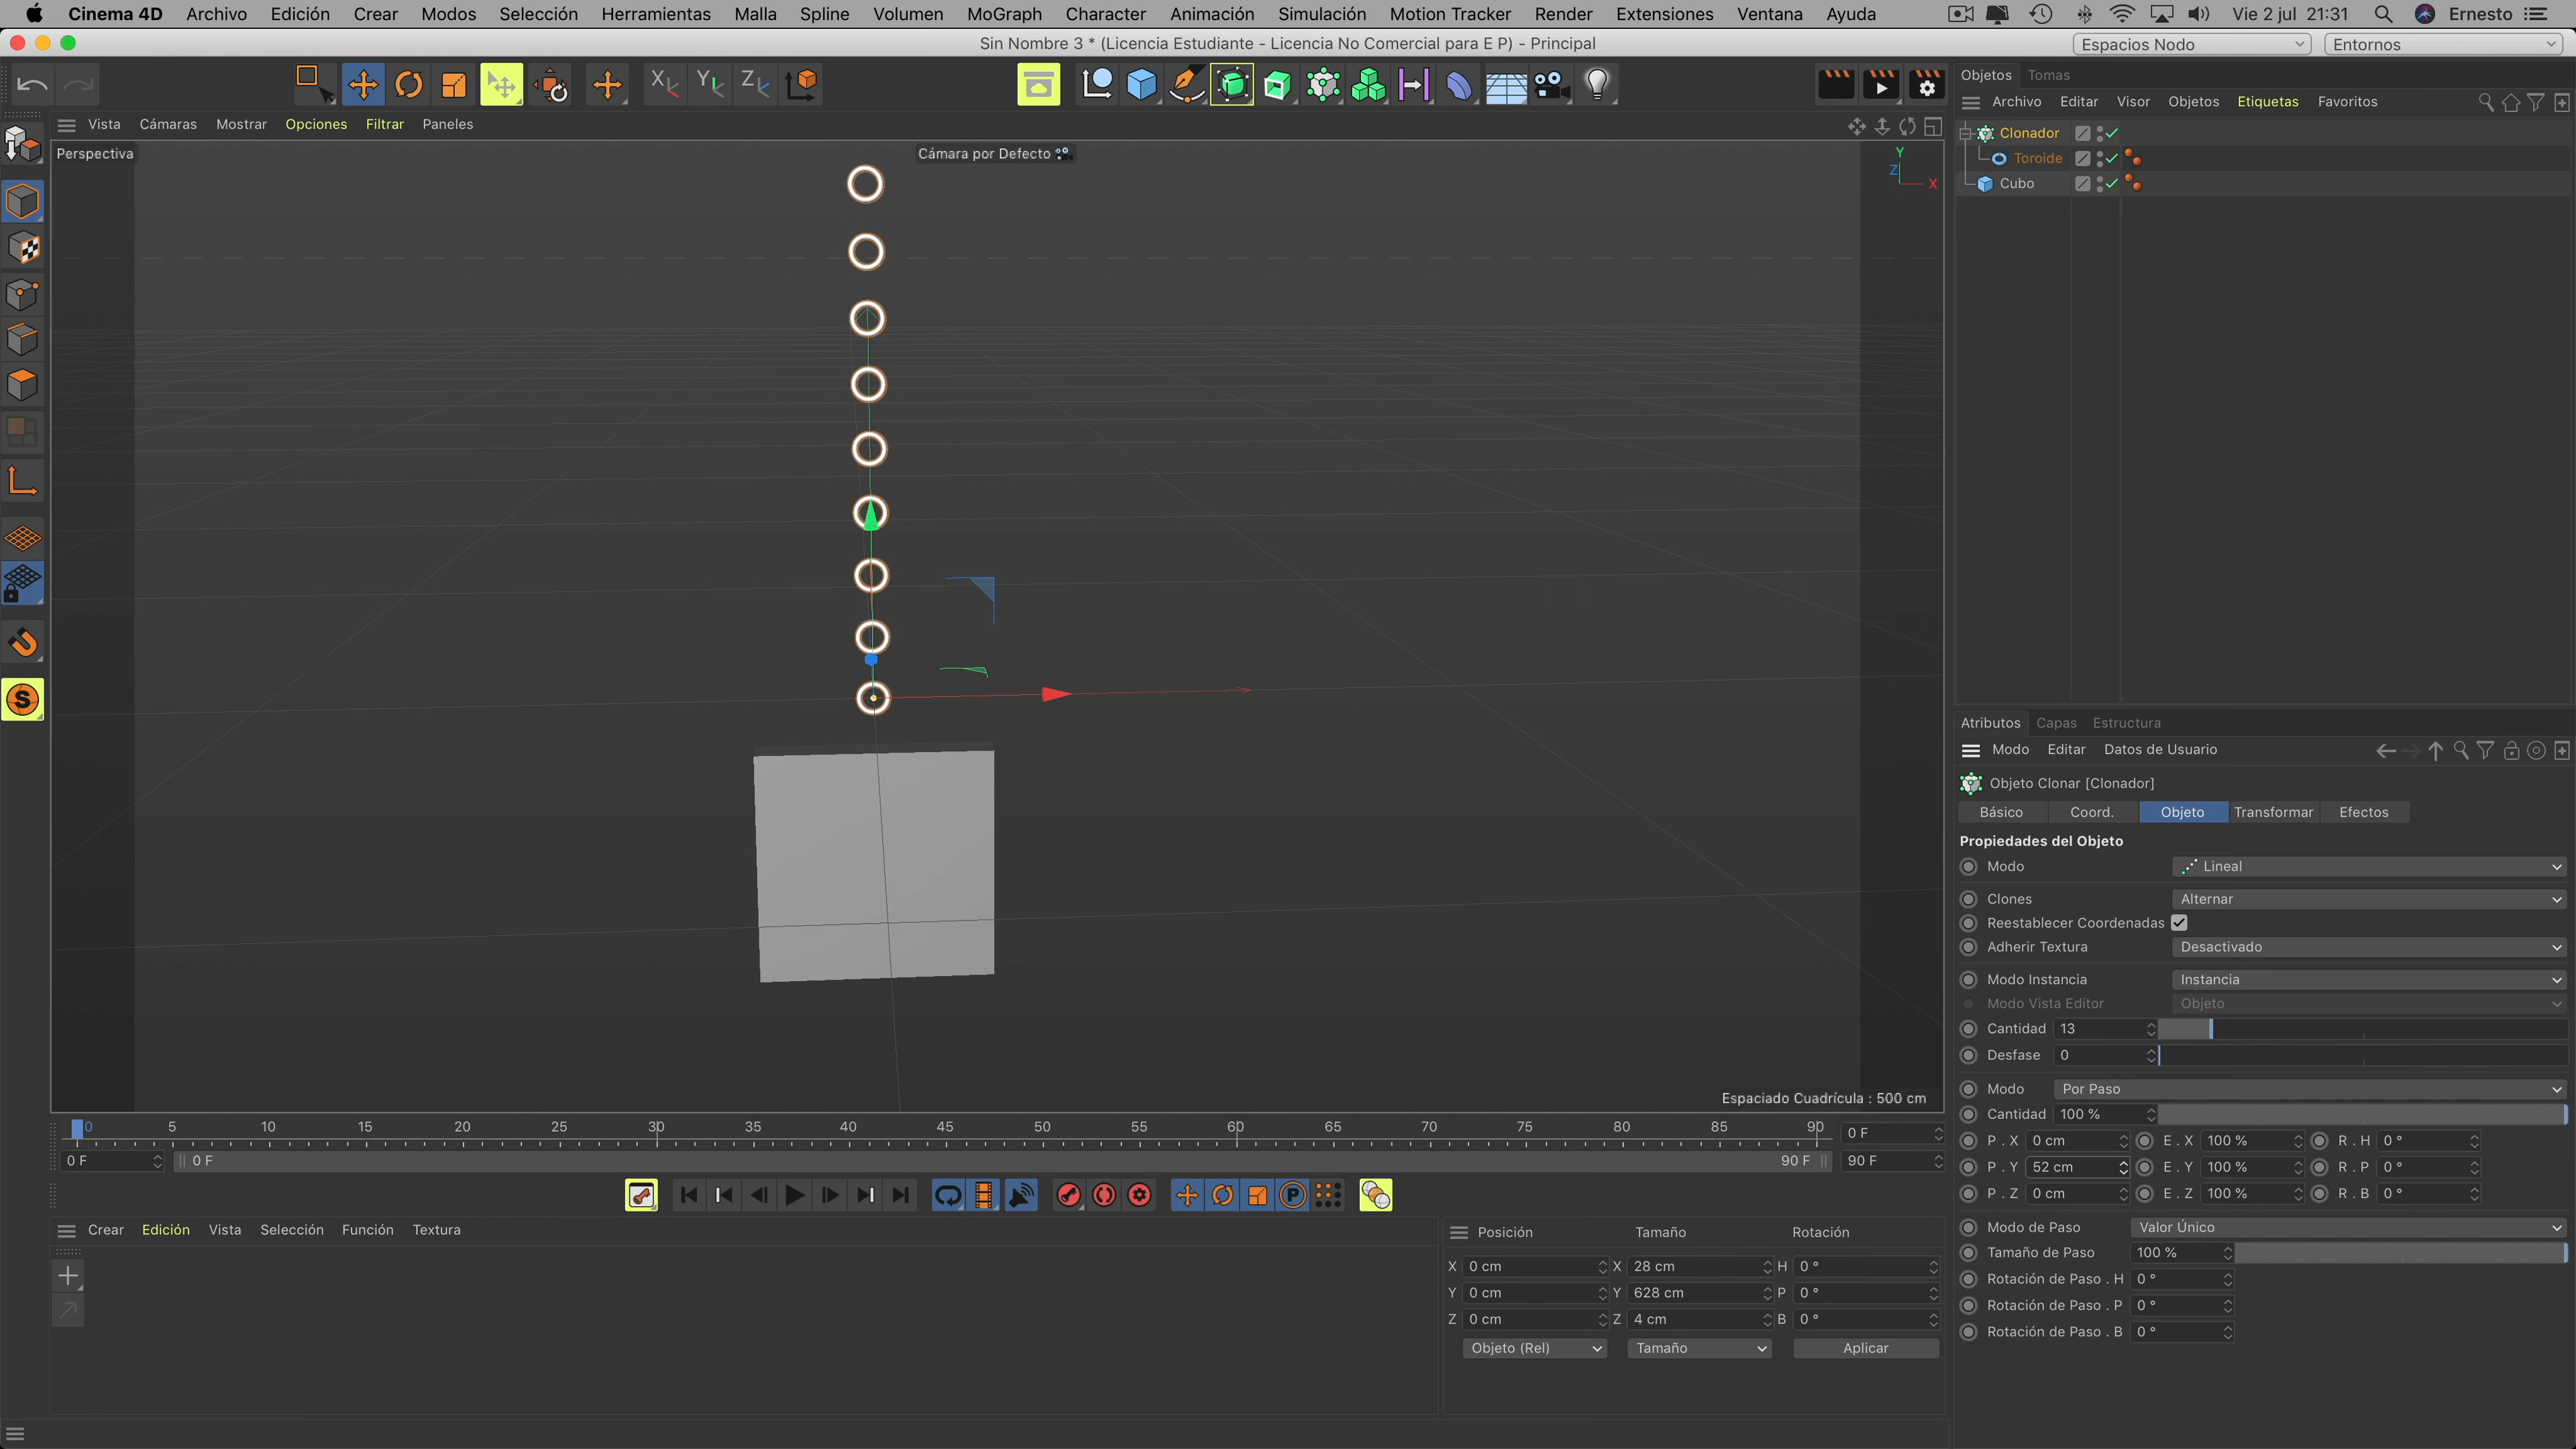 Cinema 4D Archivo Edición Crear Modos Selección Herramientas Malla Spline Volumen MoGraph Character Animación Simulación Motion Tracker Render Extensiones Ventana Ayuda Vie 2 jul 21:31 Ernesto
Sin Nombre 3 * (Licencia Estudiante - Licencia No Comercial para E P) - Principal
Espacios Nodo Entornos
X Y Z
Objetos Tomas
Archivo Editar Visor Objetos Etiquetas Favoritos
Vista Cámaras Mostrar Opciones Filtrar Paneles
Perspectiva
Cámara por Defecto
Y
Z
X
Clonador
Toroide
Cubo
S
Espaciado Cuadrícula : 500 cm
Atributos Capas Estructura
Modo Editar Datos de Usuario
Objeto Clonar [Clonador]
Básico Coord. Objeto Transformar Efectos
Propiedades del Objeto
Modo Lineal
Clones Alternar
Reestablecer Coordenadas
Adherir Textura Desactivado
Modo Instancia Instancia
Modo Vista Editor Objeto
Cantidad 13
Desfase 0
Modo Por Paso
Cantidad 100 %
P . X 0 cm E . X 100 % R . H 0 °
P . Y 52 cm E . Y 100 % R . P 0 °
P . Z 0 cm E . Z 100 % R . B 0 °
Modo de Paso Valor Único
Tamaño de Paso 100 %
Rotación de Paso . H 0 °
Rotación de Paso . P 0 °
Rotación de Paso . B 0 °
0 5 10 15 20 25 30 35 40 45 50 55 60 65 70 75 80 85 90 0 F
0 F 0 F 90 F 90 F
P
Crear Edición Vista Selección Función Textura
Posición Tamaño Rotación
X 0 cm X 28 cm H 0 °
Y 0 cm Y 628 cm P 0 °
Z 0 cm Z 4 cm B 0 °
Objeto (Rel) Tamaño Aplicar